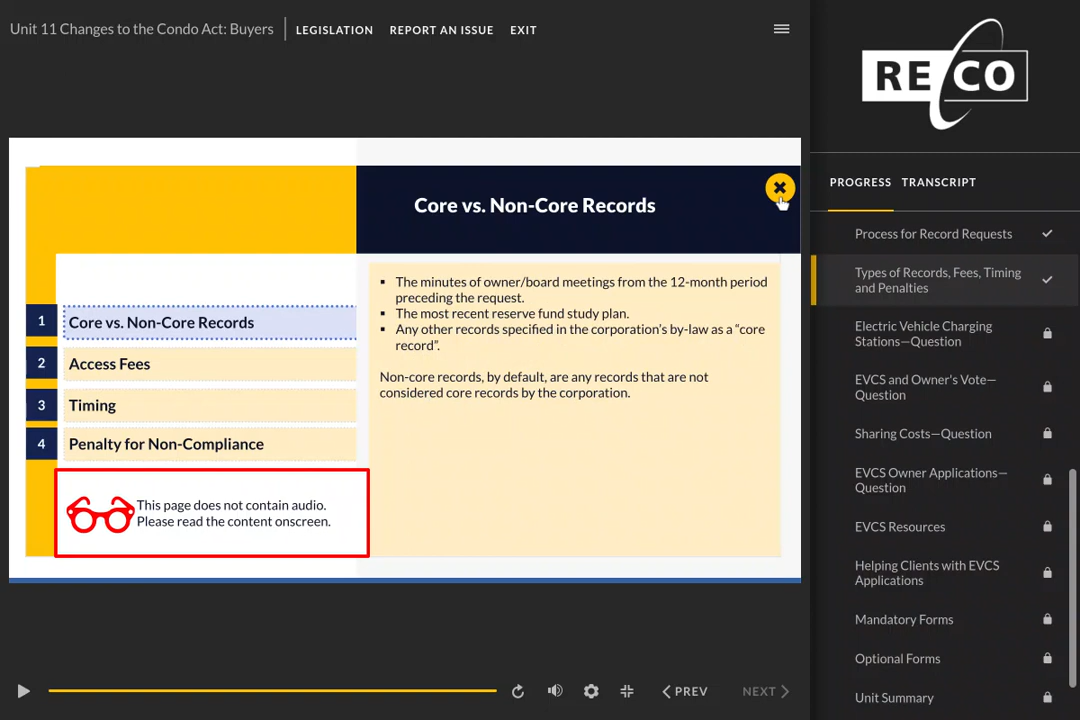 Unit 11 Changes to the Condo Act: Buyers
LEGISLATION
REPORT AN ISSUE
EXIT
RECO
PROGRESS
TRANSCRIPT
Core vs. Non-Core Records
1
Core vs. Non-Core Records
2
Access Fees
3
Timing
4
Penalty for Non-Compliance
This page does not contain audio.
Please read the content onscreen.
▪ The minutes of owner/board meetings from the 12-month period
preceding the request.
▪ The most recent reserve fund study plan.
▪ Any other records specified in the corporation's by-law as a “core
record”.
Non-core records, by default, are any records that are not
considered core records by the corporation.
Process for Record Requests
Types of Records, Fees, Timing
and Penalties
Electric Vehicle Charging
Stations—Question
EVCS and Owner's Vote—
Question
Sharing Costs—Question
EVCS Owner Applications—
Question
EVCS Resources
Helping Clients with EVCS
Applications
Mandatory Forms
Optional Forms
Unit Summary
PREV
NEXT